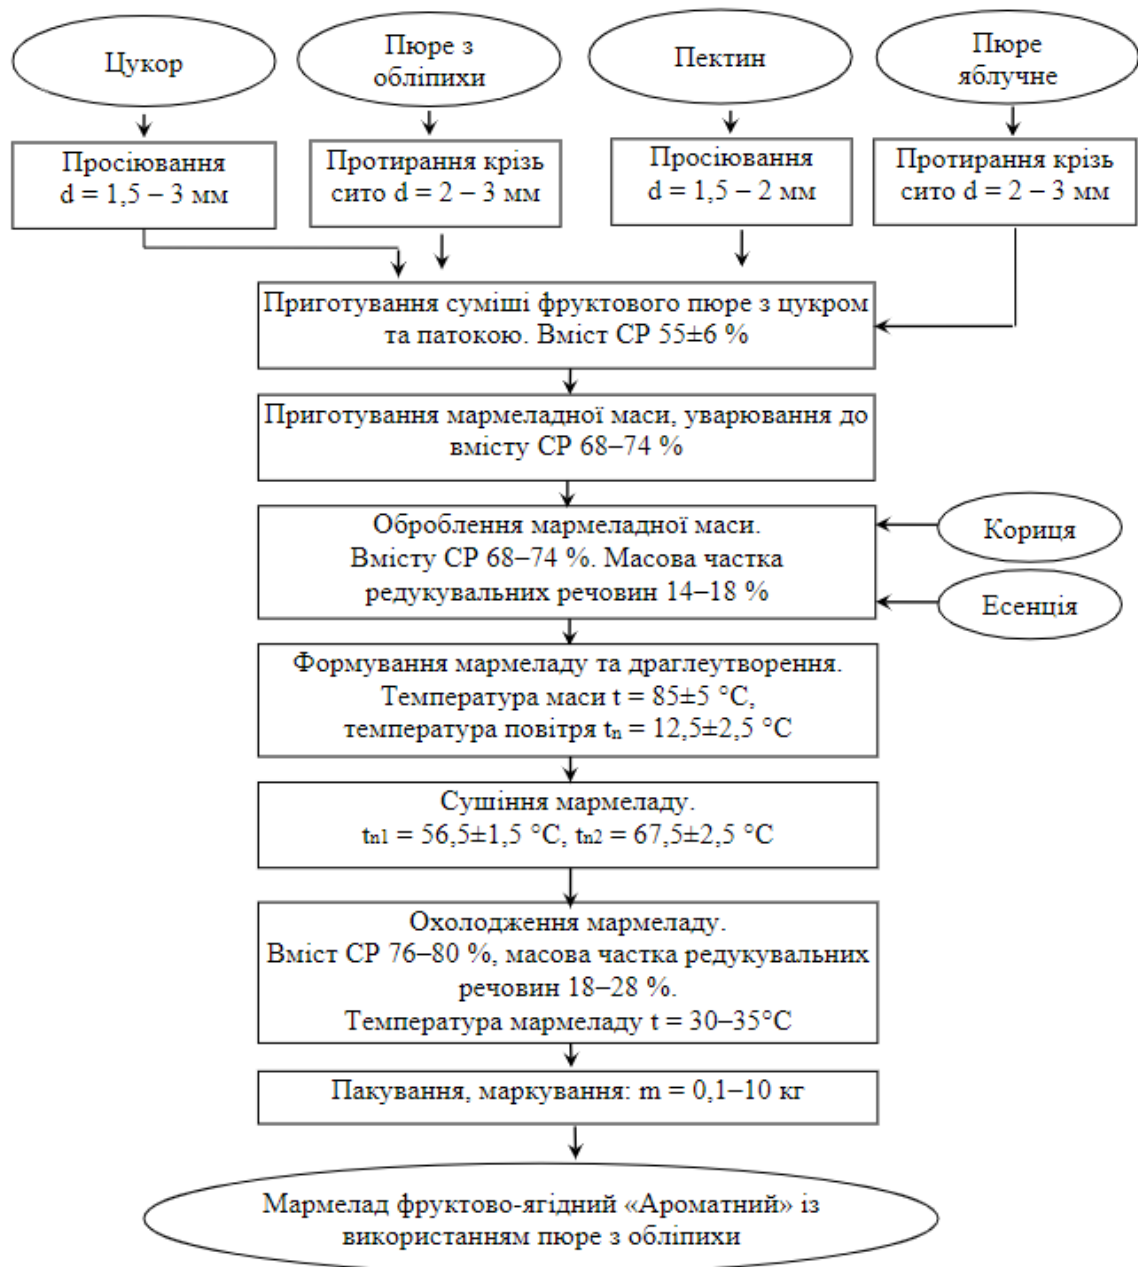 Цукор
Пюре з
обліпихи
Пектин
Пюре
яблучне
Просіювання
d = 1,5 – 3 мм
Протирання крізь
сито d = 2 – 3 мм
Просіювання
d = 1,5 – 2 мм
Протирання крізь
сито d = 2 – 3 мм
Приготування суміші фруктового пюре з цукром
та патокою. Вміст СР 55±6 %
Приготування мармеладної маси, уварювання до
вмісту СР 68–74 %
Оброблення мармеладної маси.
Вмісту СР 68–74 %. Масова частка
редукувальних речовин 14–18 %
Кориця
Есенція
Формування мармеладу та драглеутворення.
Температура маси t = 85±5 °С,
температура повітря tп = 12,5±2,5 °С
Сушіння мармеладу.
tп1 = 56,5±1,5 °С, tп2 = 67,5±2,5 °С
Охолодження мармеладу.
Вміст СР 76–80 %, масова частка редукувальних
речовин 18–28 %.
Температура мармеладу t = 30–35°С
Пакування, маркування: m = 0,1–10 кг
Мармелад фруктово-ягідний «Ароматний» із
використанням пюре з обліпихи